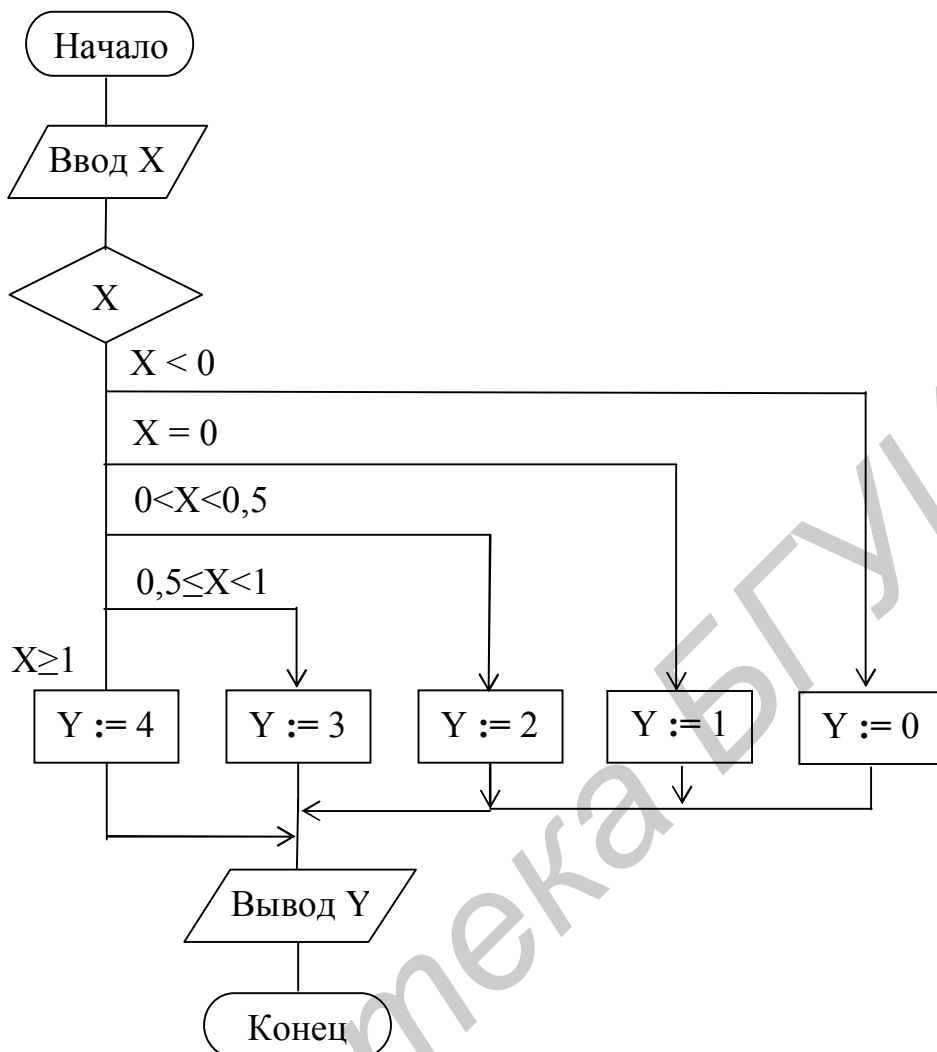 Начало
Ввод X
X
X < 0
X = 0
0<X<0,5
0,5≤X<1
X≥1
Y := 4
Y := 3
Y := 2
Y := 1
Y := 0
Вывод Y
Конец